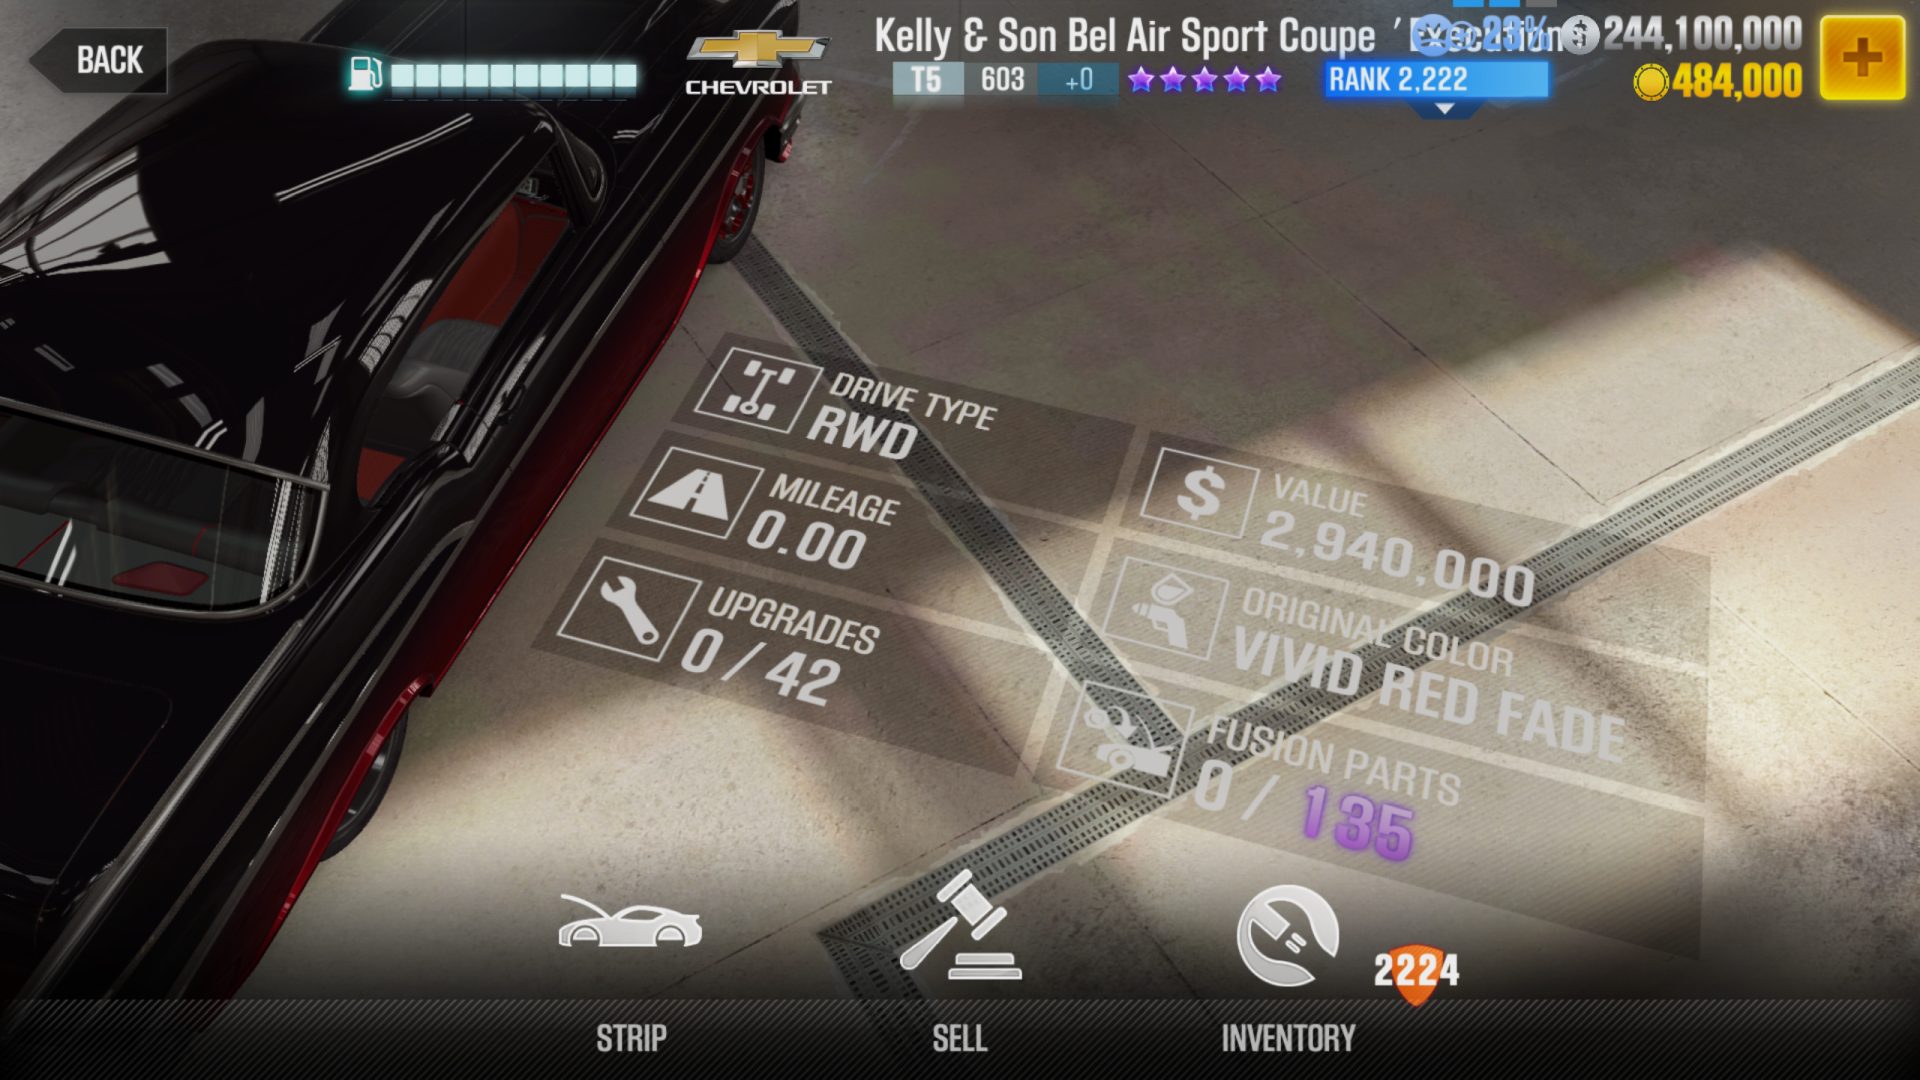 BACK
CHEVROLET
Kelly & Son Bel Air Sport Coupe
23%
244,100,000
T5 603 +0
RANK 2,222
484,000
DRIVE TYPE
RWD
MILEAGE
0.00
UPGRADES
0/42
VALUE
2,940,000
ORIGINAL COLOR
VIVID RED FADE
FUSION PARTS
0/ 135
2224
STRIP
SELL
INVENTORY